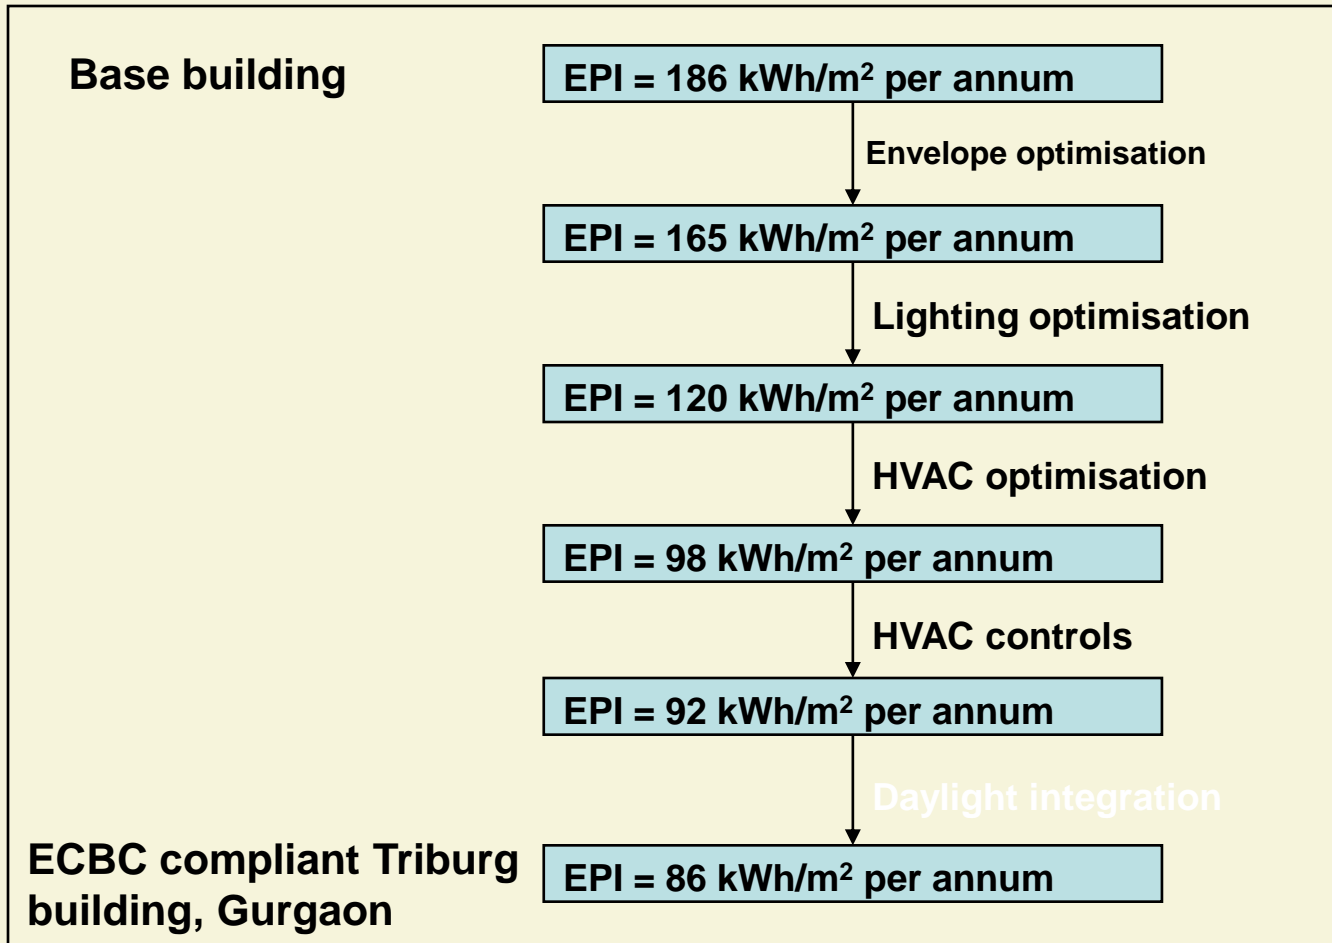 Base building
EPI = 186 kWh/m² per annum
Envelope optimisation
EPI = 165 kWh/m² per annum
Lighting optimisation
EPI = 120 kWh/m² per annum
HVAC optimisation
EPI = 98 kWh/m² per annum
HVAC controls
EPI = 92 kWh/m² per annum
Daylight integration
ECBC compliant Triburg
building, Gurgaon
EPI = 86 kWh/m² per annum